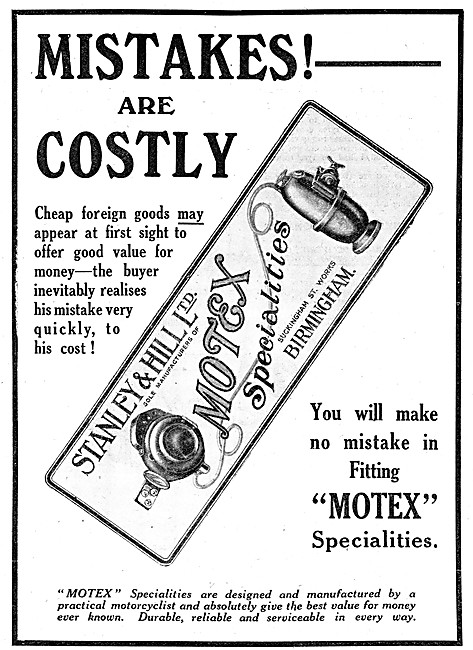 MISTAKES!
ARE
COSTLY
Cheap foreign goods may
appear at first sight to
offer good value for
money—the buyer
inevitably realises
his mistake very
quickly, to
his cost!
STANLEY & HILL LTD.
SOLE MANUFACTURERS OF
MOTEX
Specialities
BUCKINGHAM ST. WORKS
BIRMINGHAM.
You will make
no mistake in
Fitting
"MOTEX"
Specialities.
"MOTEX" Specialities are designed and manufactured by a
practical motorcyclist and absolutely give the best value for money
ever known. Durable, reliable and serviceable in every way.